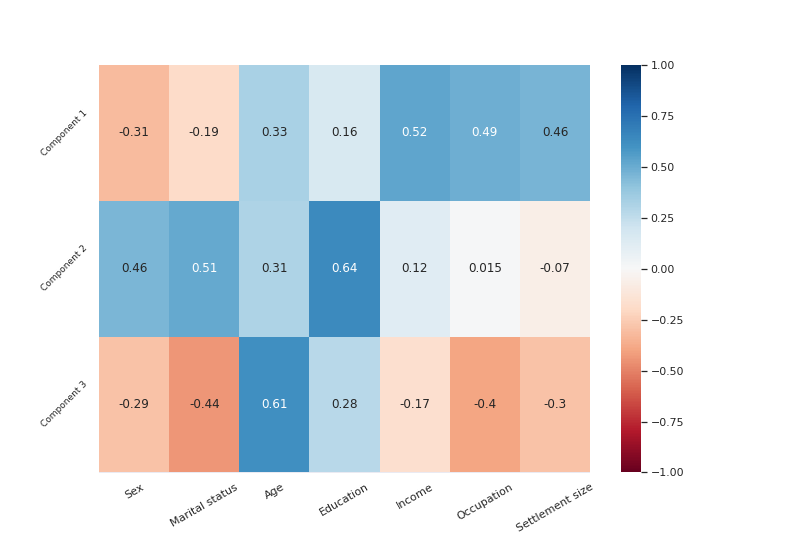 Component 1 -0.31 -0.19 0.33 0.16 0.52 0.49 0.46
Component 2 0.46 0.51 0.31 0.64 0.12 0.015 -0.07
Component 3 -0.29 -0.44 0.61 0.28 -0.17 -0.4 -0.3
Sex Marital status Age Education Income Occupation Settlement size
1.00
0.75
0.50
0.25
0.00
−0.25
−0.50
−0.75
−1.00